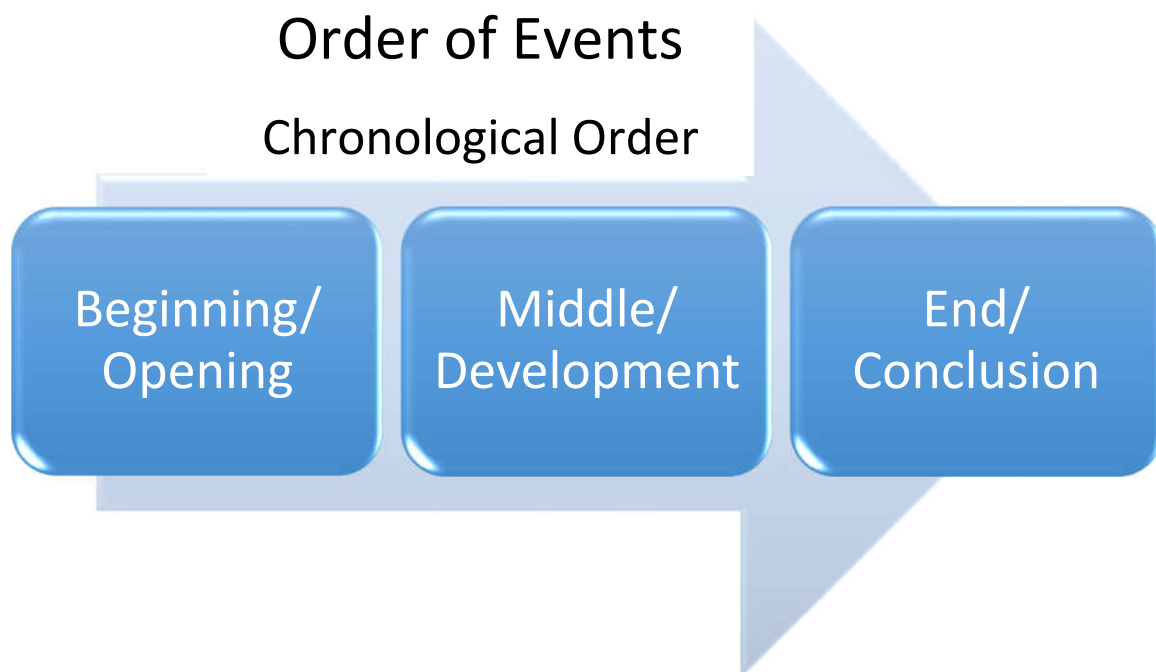 Order of Events
Chronological Order
Beginning/
Opening
Middle/
Development
End/
Conclusion